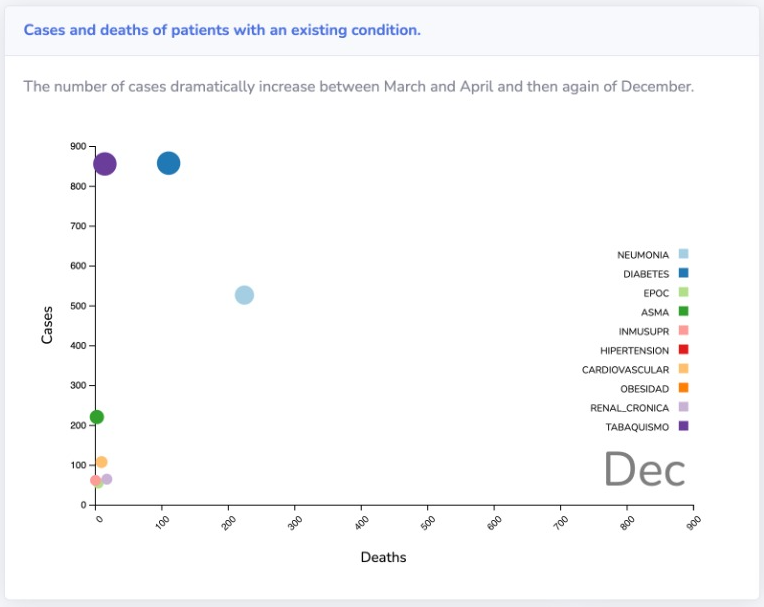 Cases and deaths of patients with an existing condition.
The number of cases dramatically increase between March and April and then again of December.
900
800
700
600
500
400
300
200
100
0
Cases
NEUMONIA
DIABETES
EPOC
ASMA
INMUSUPR
HIPERTENSION
CARDIOVASCULAR
OBESIDAD
RENAL_CRONICA
TABAQUISMO
Dec
0 100 200 300 400 500 600 700 800 900
Deaths